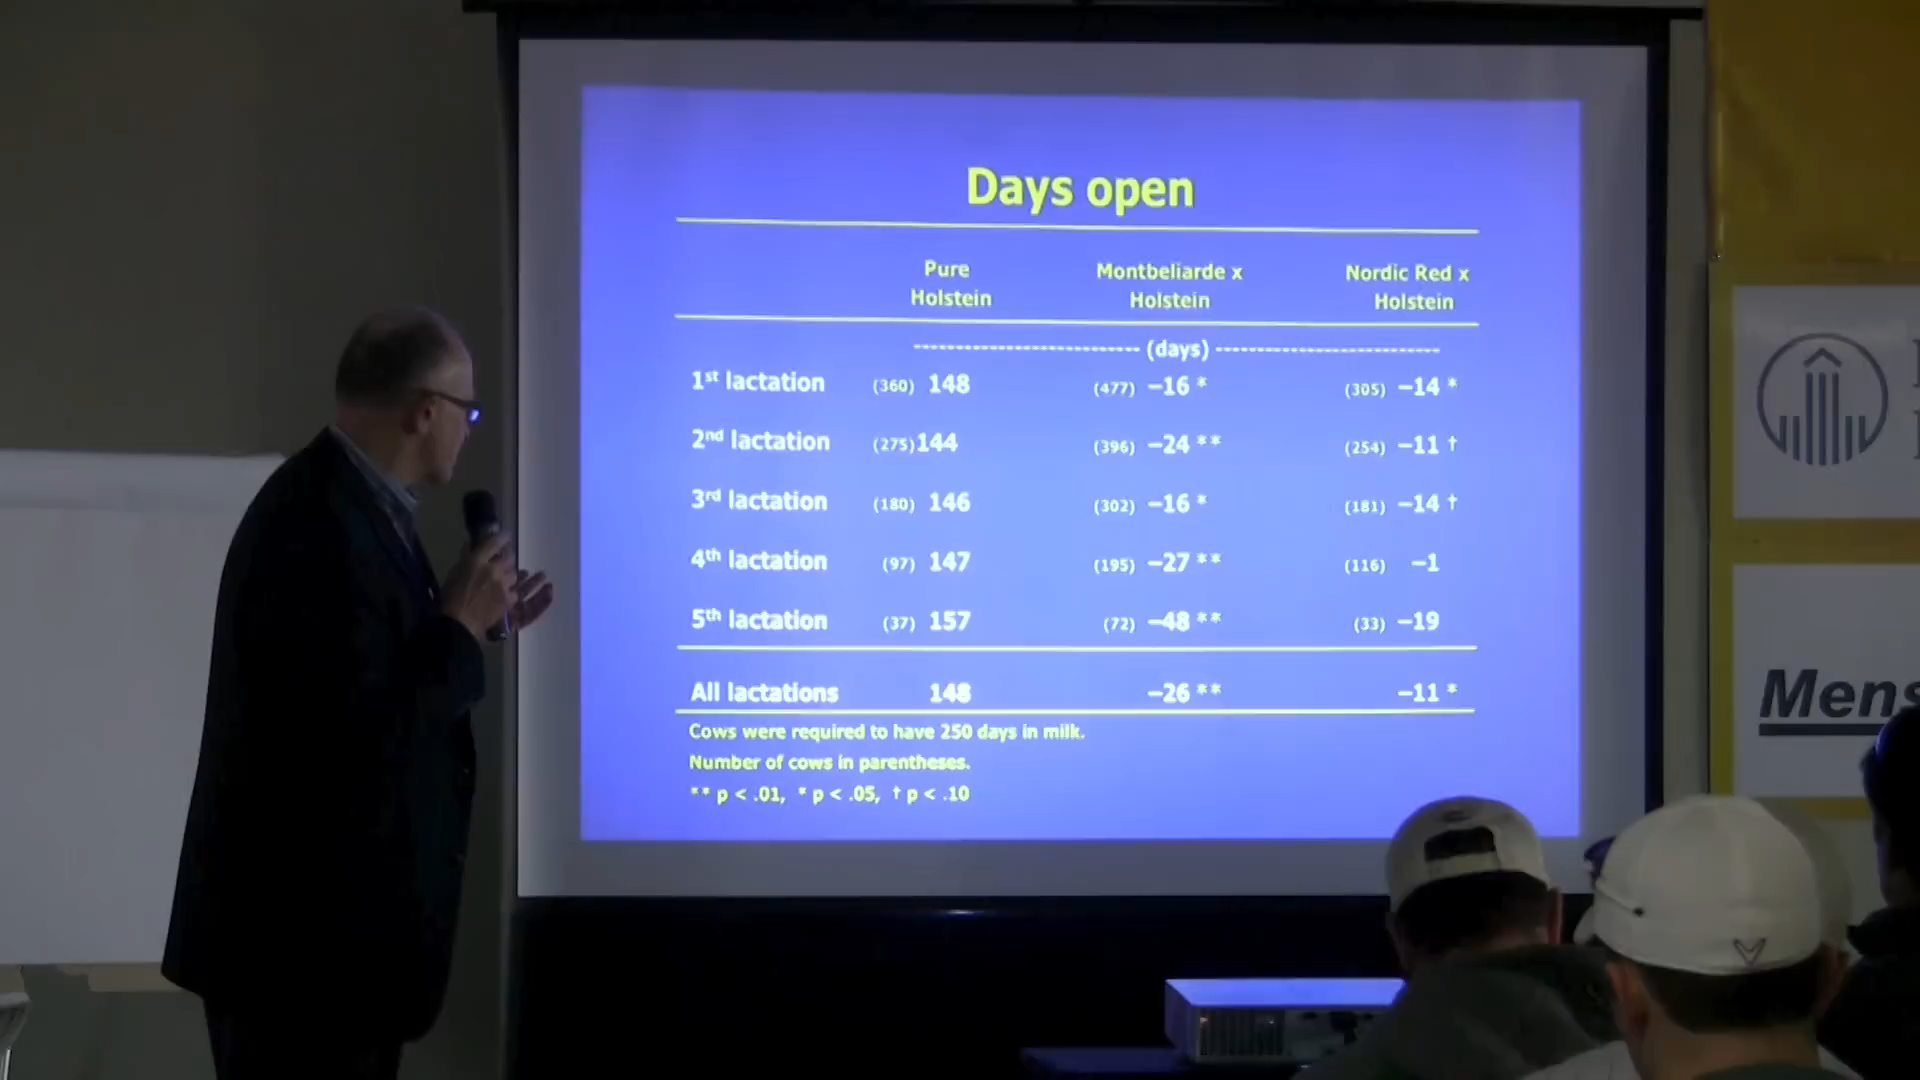 Days open
Pure Holstein
Montbeliarde x Holstein
Nordic Red x Holstein
---------------------------- (days) ----------------------------
1st lactation (360) 148 (477) –16 * (305) –14 *
2nd lactation (275) 144 (396) –24 ** (254) –11 †
3rd lactation (180) 146 (302) –16 * (181) –14 †
4th lactation (97) 147 (195) –27 ** (116) –1
5th lactation (37) 157 (72) –48 ** (33) –19
All lactations 148 –26 ** –11 *
Cows were required to have 250 days in milk.
Number of cows in parentheses.
** p < .01, * p < .05, † p < .10
Mens